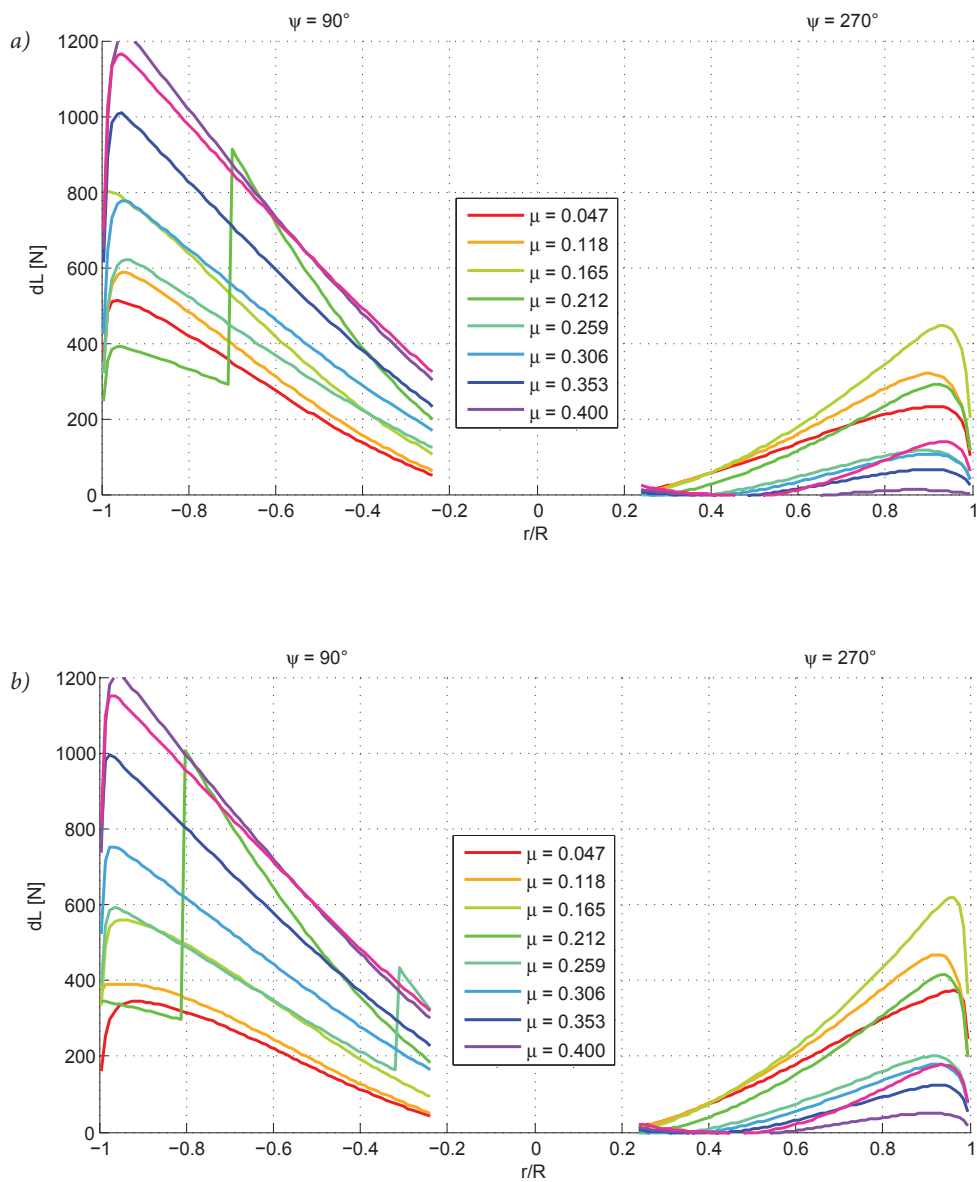 ψ = 90°
ψ = 270°
a)
1200
1000
800
600
400
200
0
dL [N]
μ = 0.047
μ = 0.118
μ = 0.165
μ = 0.212
μ = 0.259
μ = 0.306
μ = 0.353
μ = 0.400
−1
−0.8
−0.6
−0.4
−0.2
0
0.2
0.4
0.6
0.8
1
r/R
ψ = 90°
ψ = 270°
b)
1200
1000
800
600
400
200
0
dL [N]
μ = 0.047
μ = 0.118
μ = 0.165
μ = 0.212
μ = 0.259
μ = 0.306
μ = 0.353
μ = 0.400
−1
−0.8
−0.6
−0.4
−0.2
0
0.2
0.4
0.6
0.8
1
r/R